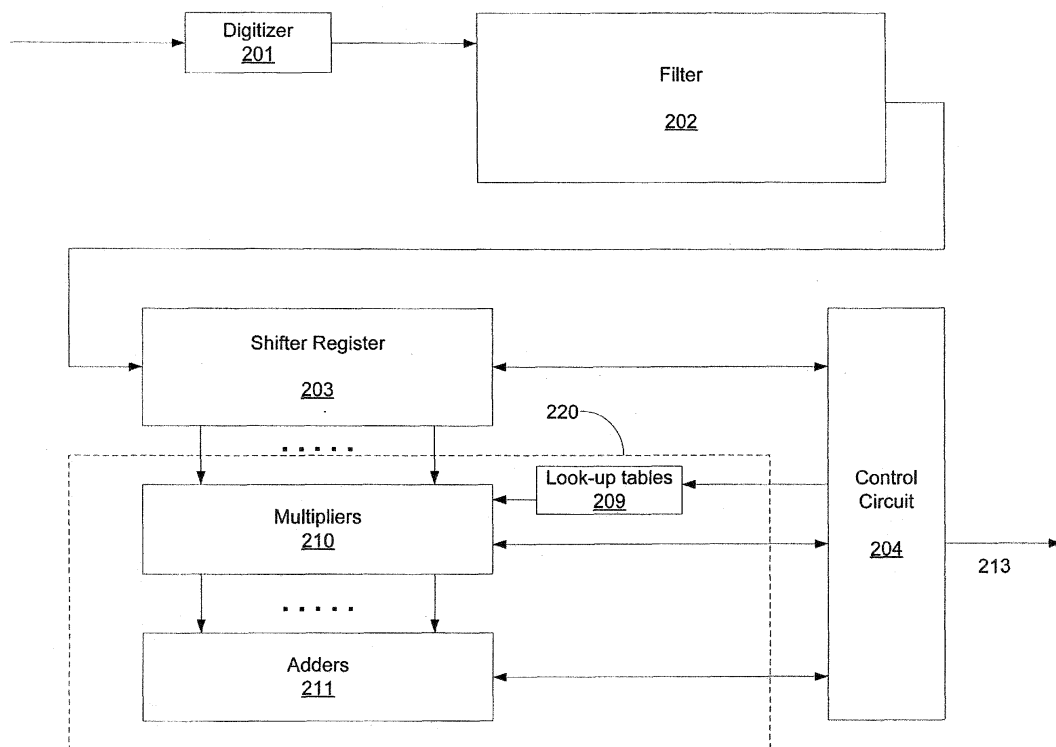 Digitizer
201
Filter
202
Shifter Register
203
220
Look-up tables
209
Multipliers
210
Control
Circuit
204
213
Adders
211